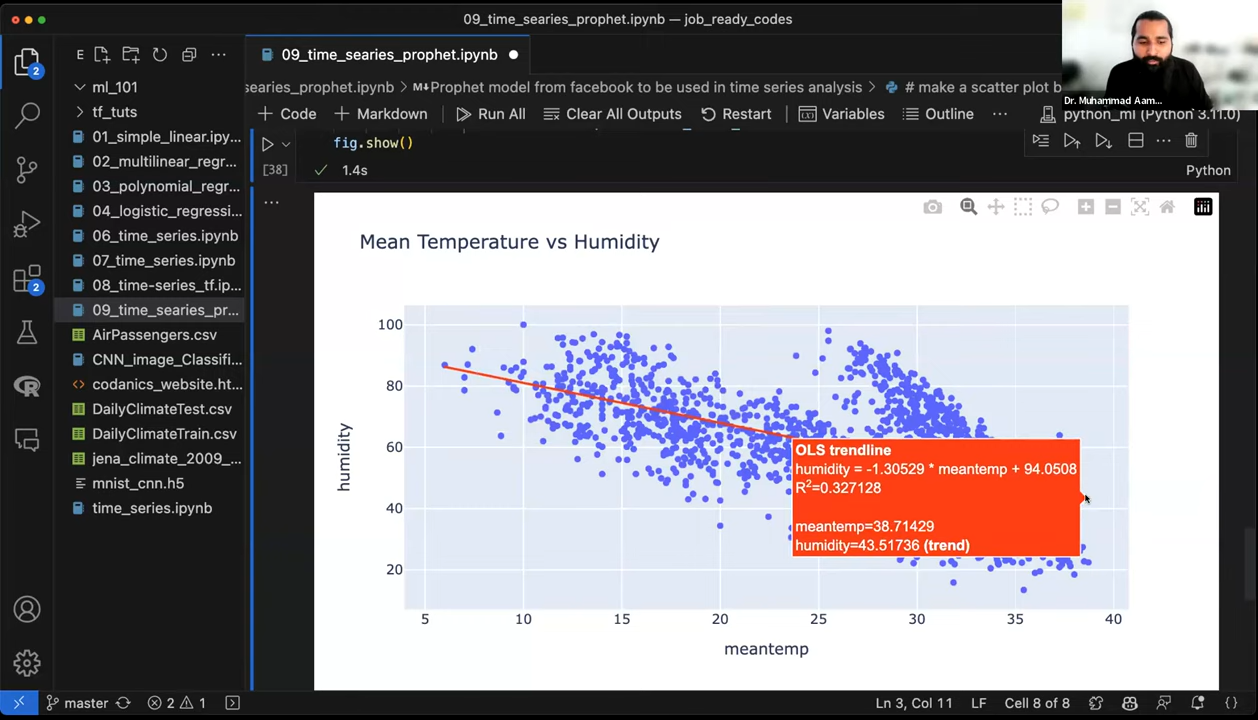 09_time_searies_prophet.ipynb — job_ready_codes
Dr. Muhammad Aam...
E
09_time_searies_prophet.ipynb
ml_101
tf_tuts
01_simple_linear.ipy...
02_multilinear_regr...
03_polynomial_regr...
04_logistic_regressi...
06_time_series.ipynb
07_time_series.ipynb
08_time-series_tf.ip...
09_time_searies_pr...
AirPassengers.csv
CNN_image_Classifi...
codanics_website.ht...
DailyClimateTest.csv
DailyClimateTrain.csv
jena_climate_2009_...
mnist_cnn.h5
time_series.ipynb
2
2
searies_prophet.ipynb > M↓Prophet model from facebook to be used in time series analysis > # make a scatter plot b
+ Code + Markdown Run All Clear All Outputs Restart Variables Outline ...
python_ml (Python 3.11.0)
fig.show()
[38] 1.4s Python
Mean Temperature vs Humidity
100
80
60
40
20
humidity
OLS trendline
humidity = -1.30529 * meantemp + 94.0508
R²=0.327128
meantemp=38.71429
humidity=43.51736 (trend)
5 10 15 20 25 30 35 40
meantemp
master 2 1 Ln 3, Col 11 LF Cell 8 of 8